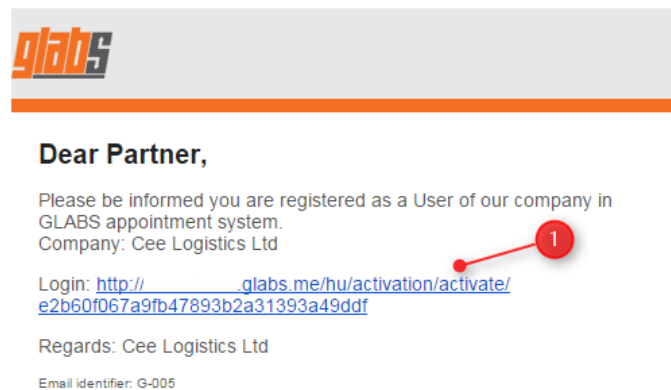 glabs
Dear Partner,
Please be informed you are registered as a User of our company in
GLABS appointment system.
Company: Cee Logistics Ltd
1
Login: http:// .glabs.me/hu/activation/activate/
e2b60f067a9fb47893b2a31393a49ddf
Regards: Cee Logistics Ltd
Email identifier: G-005